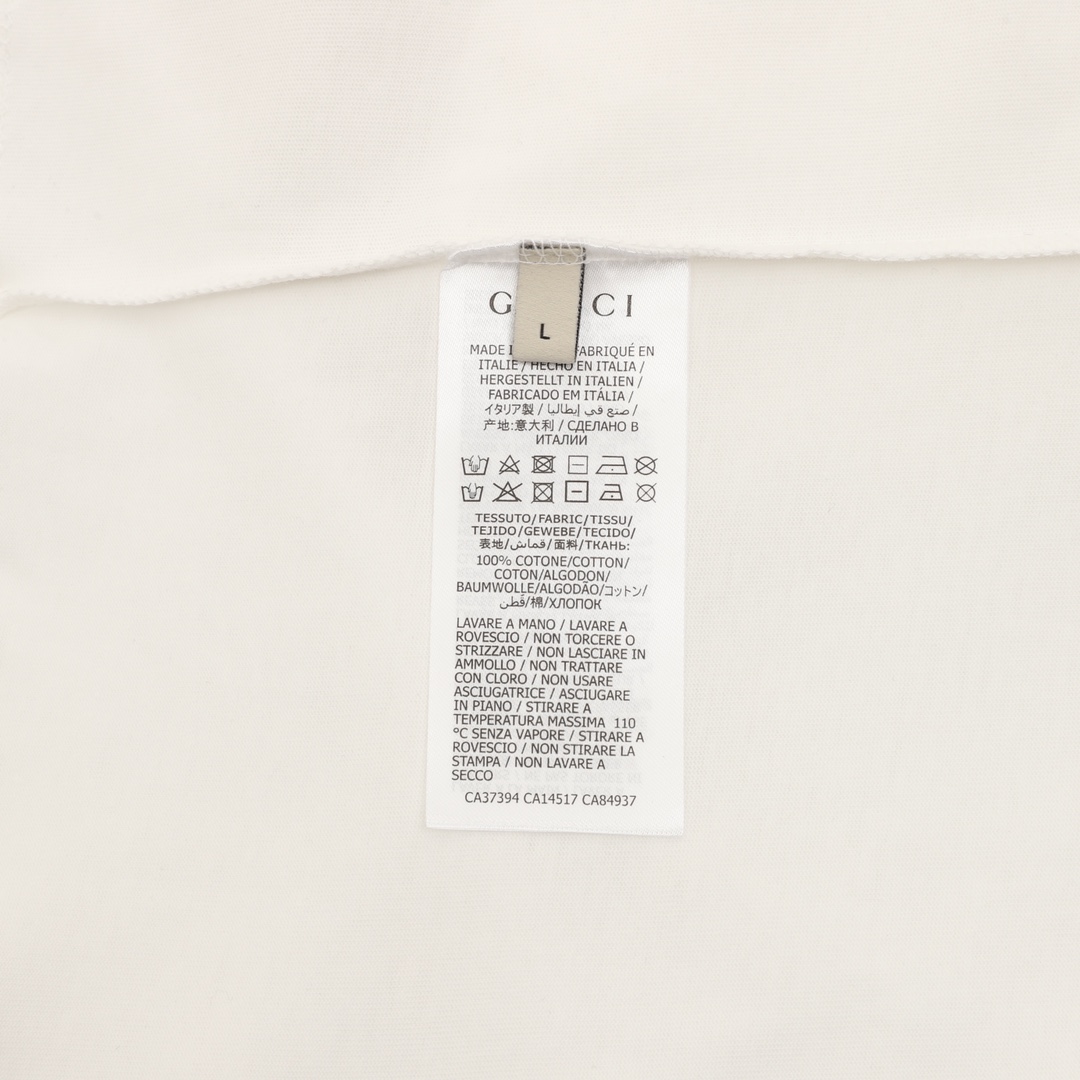 G CI
L
MADE FABRIQUÉ EN
ITALIE / HECHO EN ITALIA /
HERGESTELLT IN ITALIEN /
FABRICADO EM ITÁLIA /
イタリア製 / صنع في إيطاليا /
产地:意大利 / СДЕЛАНО В
ИТАЛИИ
TESSUTO/FABRIC/TISSU/
TEJIDO/GEWEBE/TECIDO/
表地/قماش/面料/ТКАНЬ:
100% COTONE/COTTON/
COTON/ALGODON/
BAUMWOLLE/ALGODÃO/コットン/
قطن/棉/ХЛОПОК
LAVARE A MANO / LAVARE A
ROVESCIO / NON TORCERE O
STRIZZARE / NON LASCIARE IN
AMMOLLO / NON TRATTARE
CON CLORO / NON USARE
ASCIUGATRICE / ASCIUGARE
IN PIANO / STIRARE A
TEMPERATURA MASSIMA 110
°C SENZA VAPORE / STIRARE A
ROVESCIO / NON STIRARE LA
STAMPA / NON LAVARE A
SECCO
CA37394 CA14517 CA84937